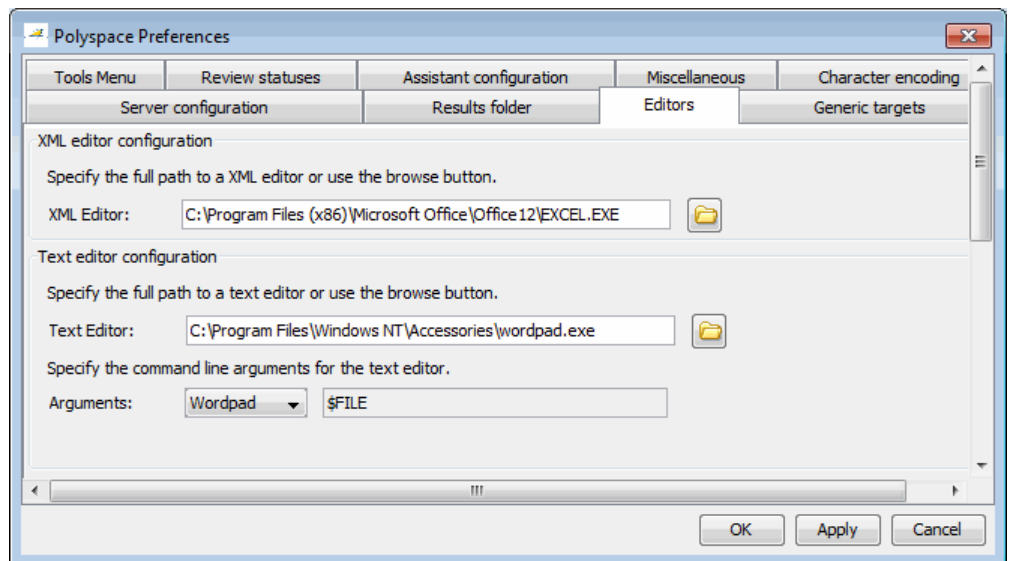 Polyspace Preferences
Tools Menu Review statuses Assistant configuration Miscellaneous Character encoding
Server configuration Results folder Editors Generic targets
XML editor configuration
Specify the full path to a XML editor or use the browse button.
XML Editor: C:\Program Files (x86)\Microsoft Office\Office12\EXCEL.EXE
Text editor configuration
Specify the full path to a text editor or use the browse button.
Text Editor: C:\Program Files\Windows NT\Accessories\wordpad.exe
Specify the command line arguments for the text editor.
Arguments: Wordpad $FILE
OK Apply Cancel